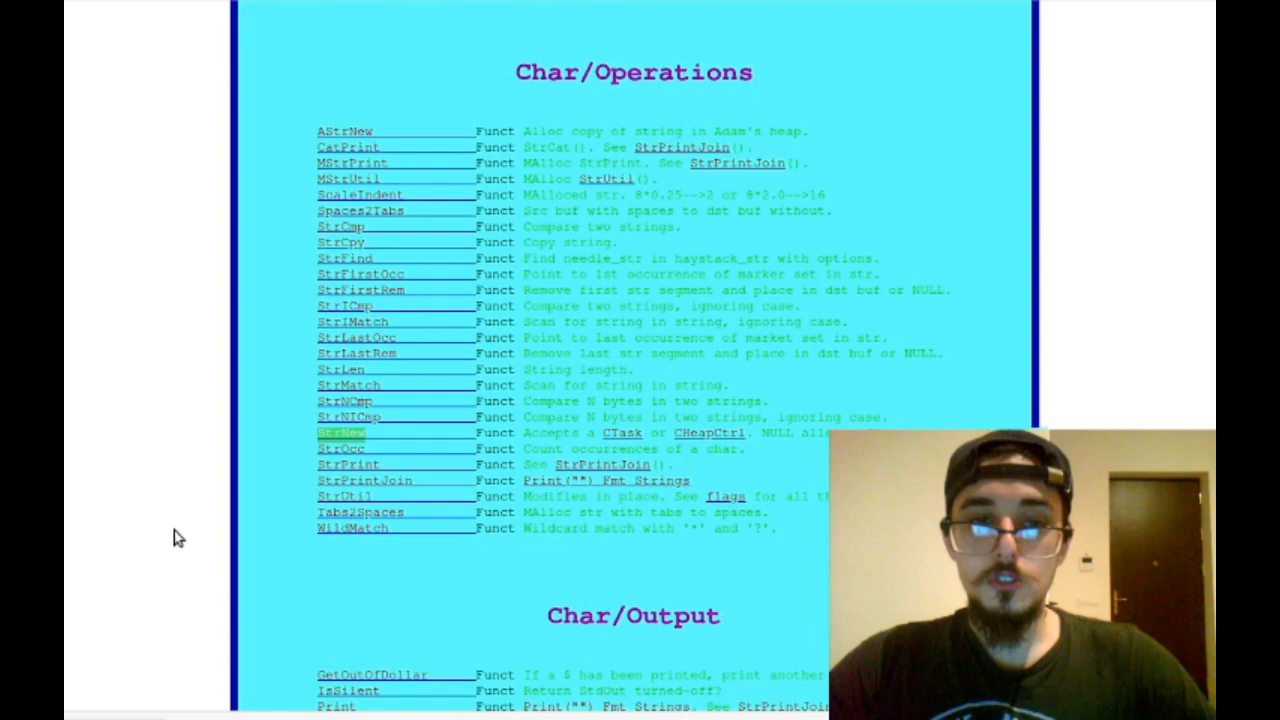 Char/Operations
AStrNew Funct Alloc copy of string in Adam's heap.
CatPrint Funct StrCat(). See StrPrintJoin().
MStrPrint Funct MAlloc StrPrint. See StrPrintJoin().
MStrUtil Funct MAlloc StrUtil().
ScaleIndent Funct MAlloced str. 8*0.25-->2 or 8*2.0-->16
Spaces2Tabs Funct Src buf with spaces to dst buf without.
StrCmp Funct Compare two strings.
StrCpy Funct Copy string.
StrFind Funct Find needle_str in haystack_str with options.
StrFirstOcc Funct Point to 1st occurrence of marker set in str.
StrFirstRem Funct Remove first str segment and place in dst buf or NULL.
StrICmp Funct Compare two strings, ignoring case.
StrIMatch Funct Scan for string in string, ignoring case.
StrLastOcc Funct Point to last occurrence of market set in str.
StrLastRem Funct Remove last str segment and place in dst buf or NULL.
StrLen Funct String length.
StrMatch Funct Scan for string in string.
StrNCmp Funct Compare N bytes in two strings.
StrNICmp Funct Compare N bytes in two strings, ignoring case.
StrNew Funct Accepts a CTask or CHeapCtrl. NULL
StrOcc Funct Count occurrences of a char.
StrPrint Funct See StrPrintJoin().
StrPrintJoin Funct Print("") Fmt Strings
StrUtil Funct Modifies in place. See flags for all
Tabs2Spaces Funct MAlloc str with tabs to spaces.
WildMatch Funct Wildcard match with '*' and '?'.
Char/Output
GetOutOfDollar Funct If a $ has been printed, print another
IsSilent Funct Return StdOut turned-off?
Print Funct Print("") Fmt Strings. See StrPrintJoin